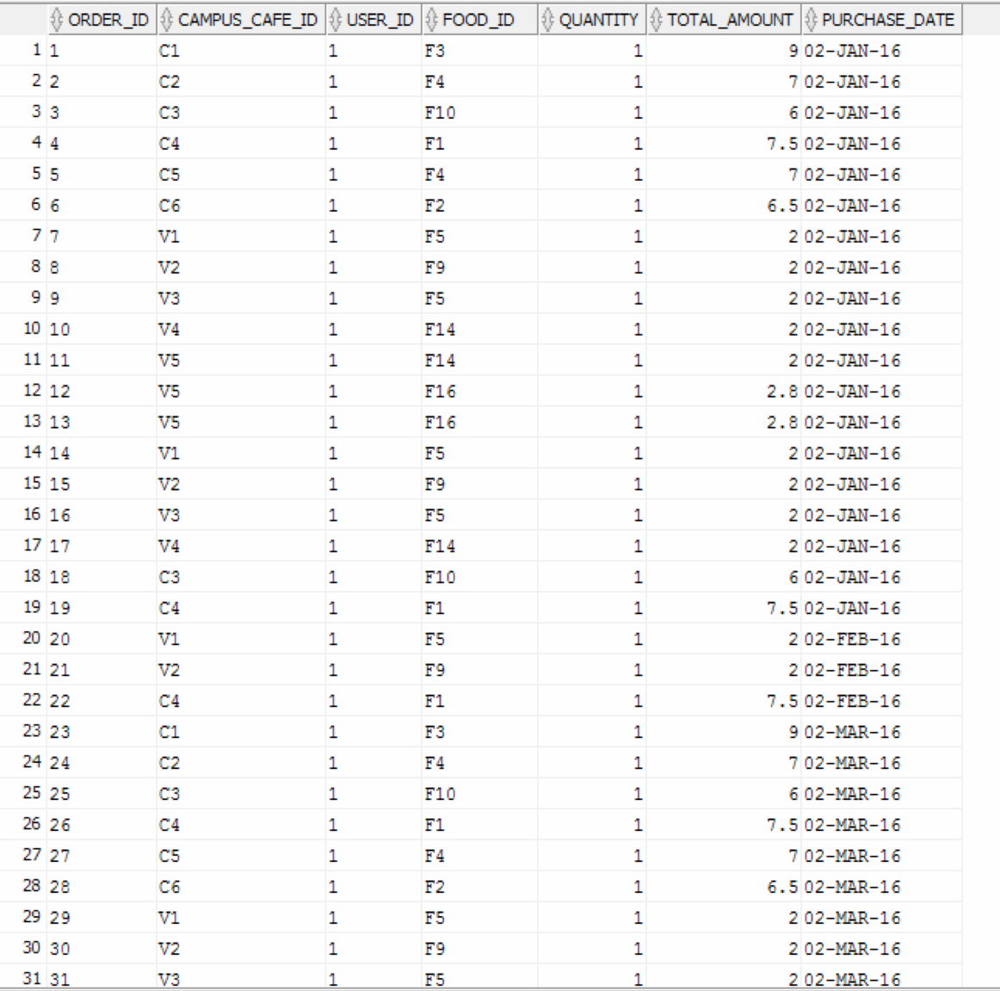 ORDER_ID CAMPUS_CAFE_ID USER_ID FOOD_ID QUANTITY TOTAL_AMOUNT PURCHASE_DATE
1 1 C1 1 F3 1 9 02-JAN-16
2 2 C2 1 F4 1 7 02-JAN-16
3 3 C3 1 F10 1 6 02-JAN-16
4 4 C4 1 F1 1 7.5 02-JAN-16
5 5 C5 1 F4 1 7 02-JAN-16
6 6 C6 1 F2 1 6.5 02-JAN-16
7 7 V1 1 F5 1 2 02-JAN-16
8 8 V2 1 F9 1 2 02-JAN-16
9 9 V3 1 F5 1 2 02-JAN-16
10 10 V4 1 F14 1 2 02-JAN-16
11 11 V5 1 F14 1 2 02-JAN-16
12 12 V5 1 F16 1 2.8 02-JAN-16
13 13 V5 1 F16 1 2.8 02-JAN-16
14 14 V1 1 F5 1 2 02-JAN-16
15 15 V2 1 F9 1 2 02-JAN-16
16 16 V3 1 F5 1 2 02-JAN-16
17 17 V4 1 F14 1 2 02-JAN-16
18 18 C3 1 F10 1 6 02-JAN-16
19 19 C4 1 F1 1 7.5 02-JAN-16
20 20 V1 1 F5 1 2 02-FEB-16
21 21 V2 1 F9 1 2 02-FEB-16
22 22 C4 1 F1 1 7.5 02-FEB-16
23 23 C1 1 F3 1 9 02-MAR-16
24 24 C2 1 F4 1 7 02-MAR-16
25 25 C3 1 F10 1 6 02-MAR-16
26 26 C4 1 F1 1 7.5 02-MAR-16
27 27 C5 1 F4 1 7 02-MAR-16
28 28 C6 1 F2 1 6.5 02-MAR-16
29 29 V1 1 F5 1 2 02-MAR-16
30 30 V2 1 F9 1 2 02-MAR-16
31 31 V3 1 F5 1 2 02-MAR-16